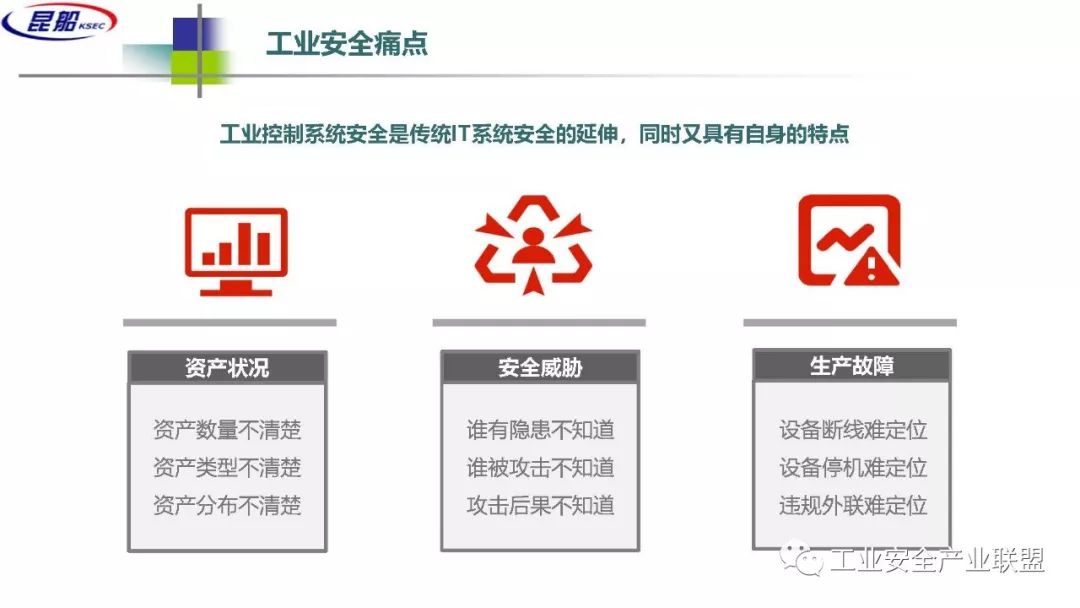 昆船 KSEC
工业安全痛点
工业控制系统安全是传统IT系统安全的延伸，同时又具有自身的特点
资产状况
资产数量不清楚
资产类型不清楚
资产分布不清楚
安全威胁
谁有隐患不知道
谁被攻击不知道
攻击后果不知道
生产故障
设备断线难定位
设备停机难定位
违规外联难定位
工业安全产业联盟